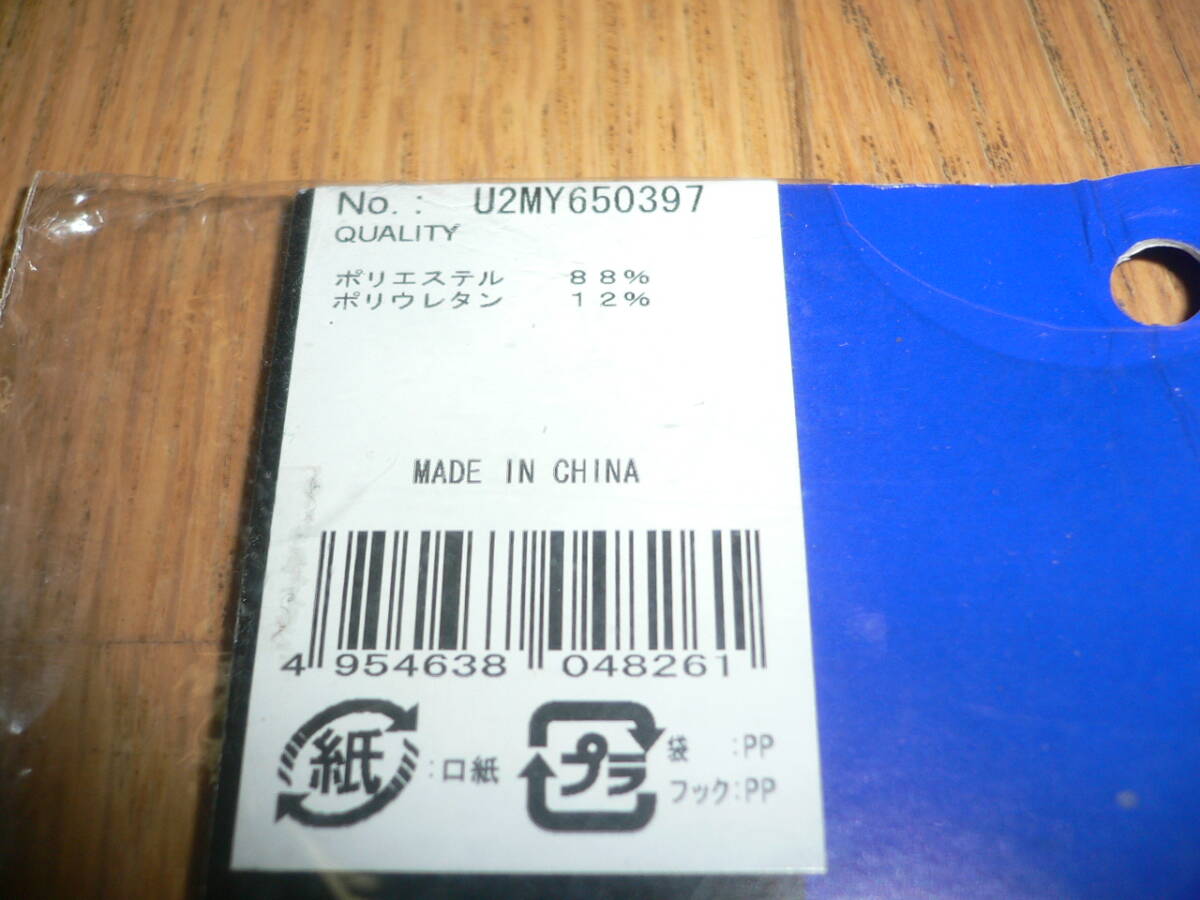 No.: U2MY650397
QUALITY
ポリエステル 88%
ポリウレタン 12%
MADE IN CHINA
4 954638 048261
紙 :口紙
プラ 袋 :PP
フック:PP